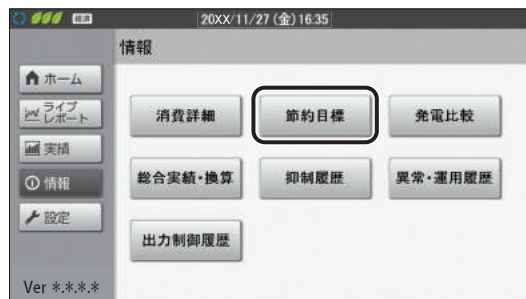 経済 20XX/11/27(金)16:35
情報
ホーム
ライブ
レポート
実績
情報
設定
消費詳細 節約目標 発電比較
総合実績・換算 抑制履歴 異常・運用履歴
出力制御履歴
Ver *.*.*.*